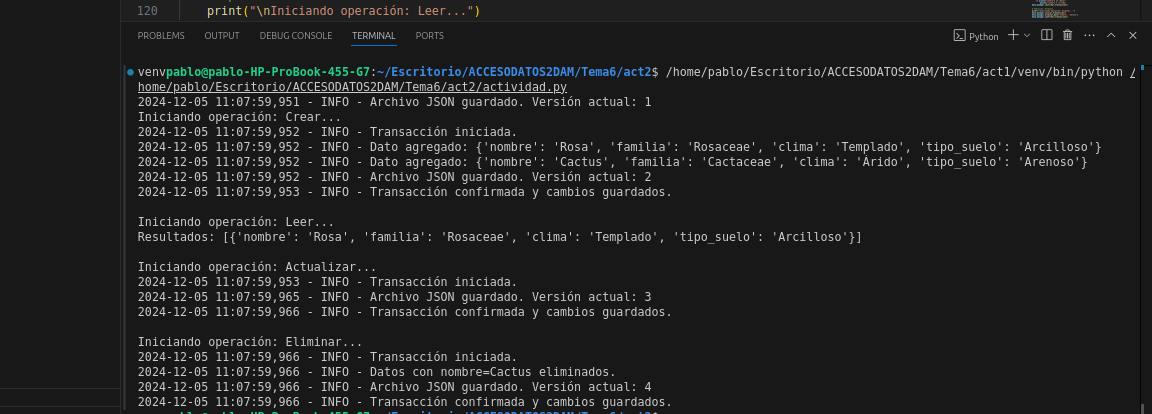 120 print("\nIniciando operación: Leer...")
PROBLEMS OUTPUT DEBUG CONSOLE TERMINAL PORTS Python
venvpablo@pablo-HP-ProBook-455-G7:~/Escritorio/ACCESODATOS2DAM/Tema6/act2$ /home/pablo/Escritorio/ACCESODATOS2DAM/Tema6/act1/venv/bin/python /
home/pablo/Escritorio/ACCESODATOS2DAM/Tema6/act2/actividad.py
2024-12-05 11:07:59,951 - INFO - Archivo JSON guardado. Versión actual: 1
Iniciando operación: Crear...
2024-12-05 11:07:59,952 - INFO - Transacción iniciada.
2024-12-05 11:07:59,952 - INFO - Dato agregado: {'nombre': 'Rosa', 'familia': 'Rosaceae', 'clima': 'Templado', 'tipo_suelo': 'Arcilloso'}
2024-12-05 11:07:59,952 - INFO - Dato agregado: {'nombre': 'Cactus', 'familia': 'Cactaceae', 'clima': 'Árido', 'tipo_suelo': 'Arenoso'}
2024-12-05 11:07:59,952 - INFO - Archivo JSON guardado. Versión actual: 2
2024-12-05 11:07:59,953 - INFO - Transacción confirmada y cambios guardados.
Iniciando operación: Leer...
Resultados: [{'nombre': 'Rosa', 'familia': 'Rosaceae', 'clima': 'Templado', 'tipo_suelo': 'Arcilloso'}]
Iniciando operación: Actualizar...
2024-12-05 11:07:59,953 - INFO - Transacción iniciada.
2024-12-05 11:07:59,965 - INFO - Archivo JSON guardado. Versión actual: 3
2024-12-05 11:07:59,966 - INFO - Transacción confirmada y cambios guardados.
Iniciando operación: Eliminar...
2024-12-05 11:07:59,966 - INFO - Transacción iniciada.
2024-12-05 11:07:59,966 - INFO - Datos con nombre=Cactus eliminados.
2024-12-05 11:07:59,966 - INFO - Archivo JSON guardado. Versión actual: 4
2024-12-05 11:07:59,966 - INFO - Transacción confirmada y cambios guardados.